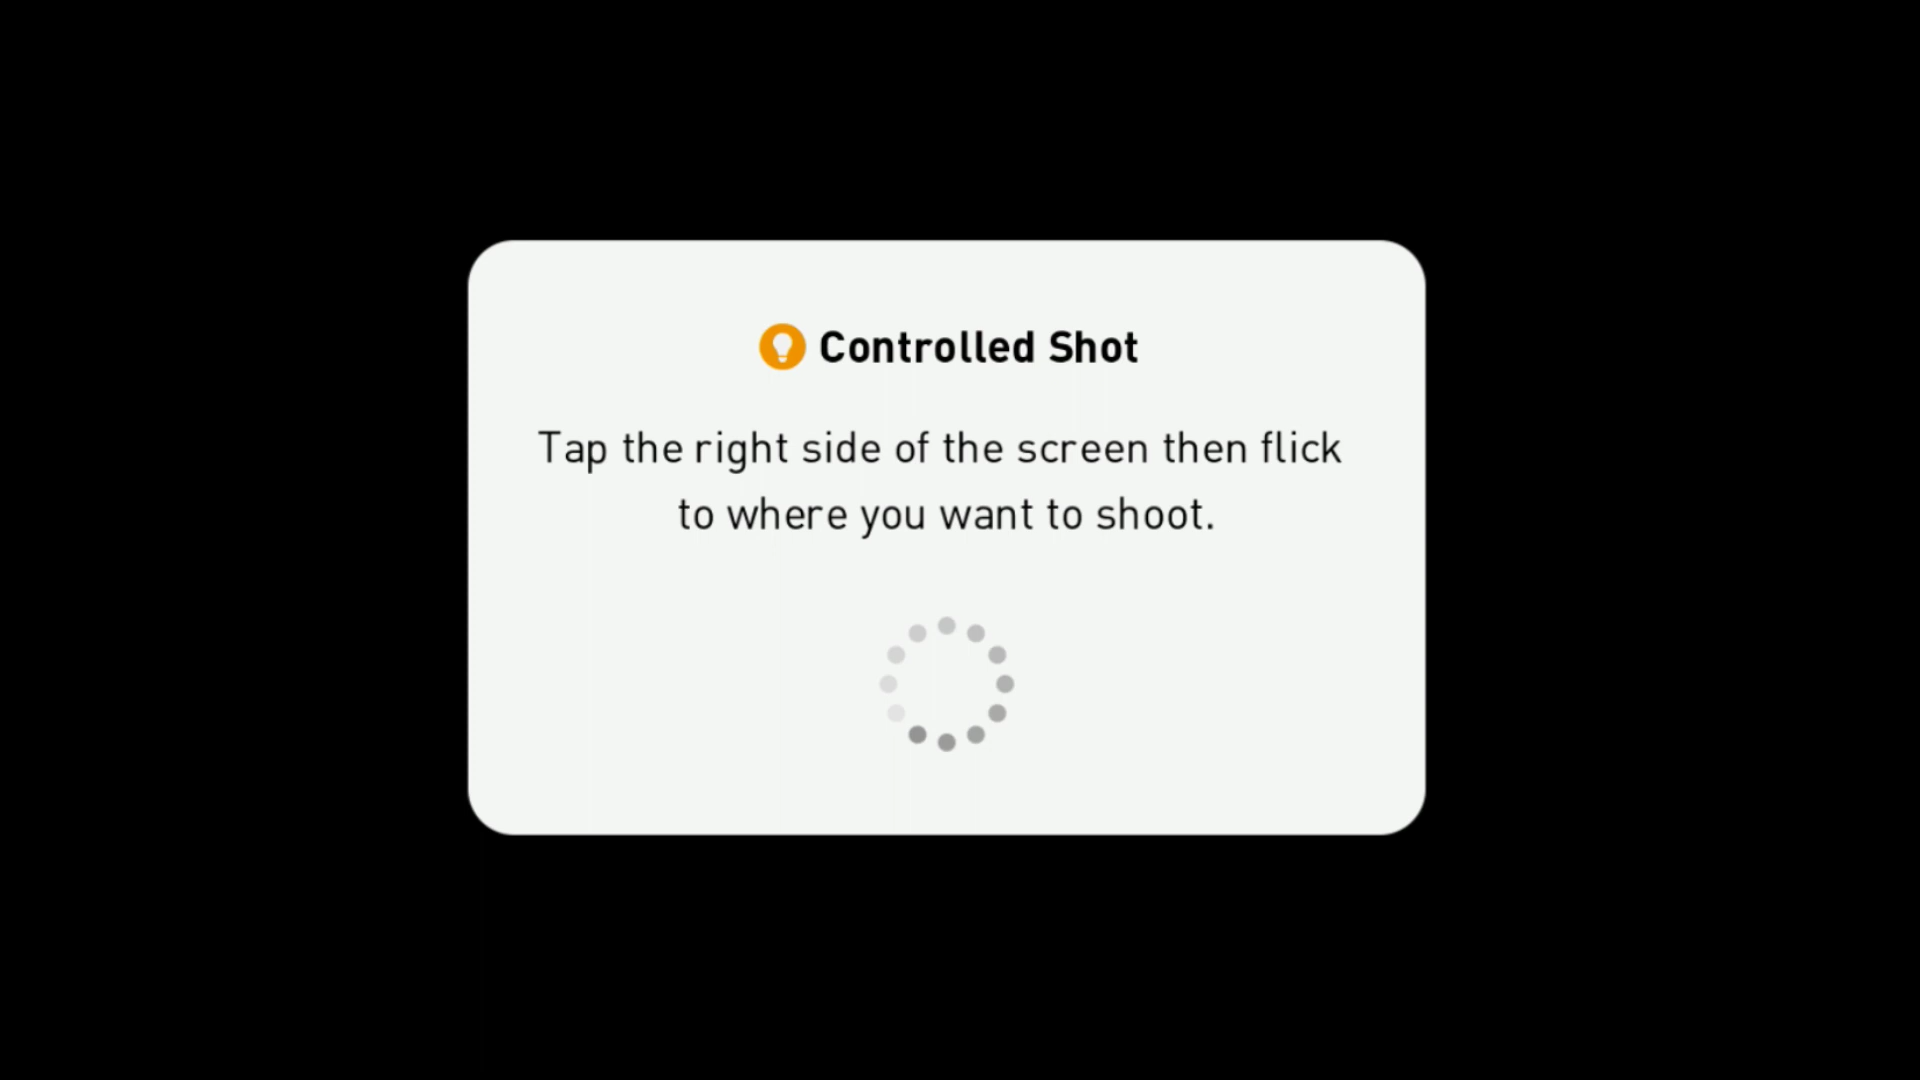 Controlled Shot
Tap the right side of the screen then flick
to where you want to shoot.